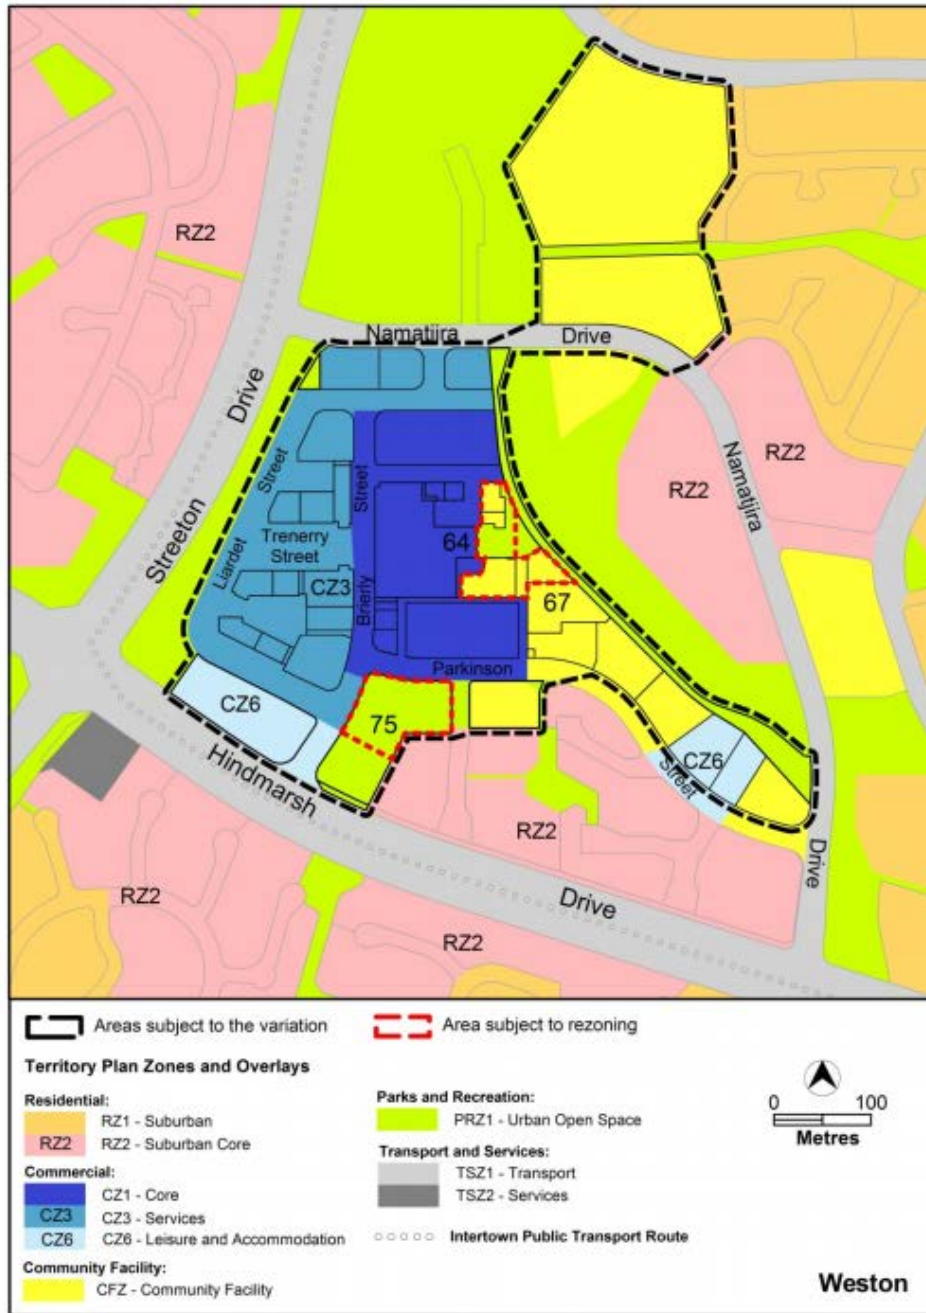 RZ2
Namatjira
Drive
Drive
Streeton
Street
Liardet
Street
Brierly
Trenerry
Street
CZ3
64
67
RZ2
RZ2
Namatjira
Drive
Parkinson
Street
CZ6
75
CZ6
Hindmarsh
Drive
RZ2
RZ2
RZ2
Areas subject to the variation
Area subject to rezoning
Territory Plan Zones and Overlays
Residential:
RZ1 - Suburban
RZ2
RZ2 - Suburban Core
Commercial:
CZ1 - Core
CZ3
CZ3 - Services
CZ6
CZ6 - Leisure and Accommodation
Community Facility:
CFZ - Community Facility
Parks and Recreation:
PRZ1 - Urban Open Space
Transport and Services:
TSZ1 - Transport
TSZ2 - Services
Intertown Public Transport Route
0 100
Metres
Weston